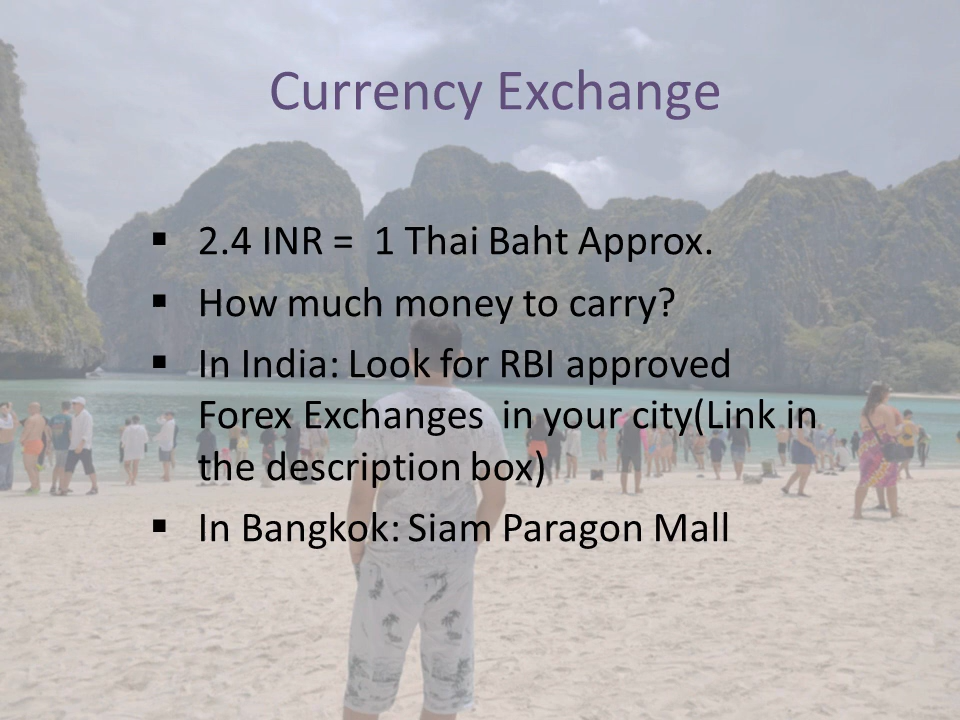 Currency Exchange
▪ 2.4 INR = 1 Thai Baht Approx.
▪ How much money to carry?
▪ In India: Look for RBI approved
Forex Exchanges in your city(Link in
the description box)
▪ In Bangkok: Siam Paragon Mall